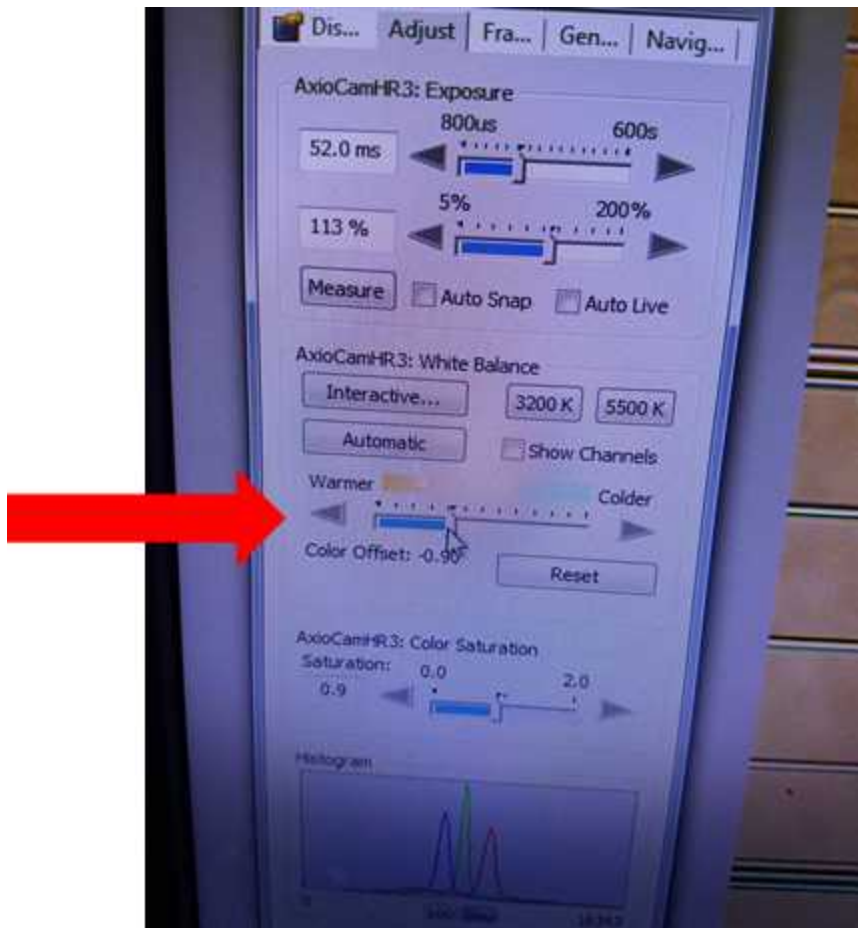 Dis... Adjust Fra... Gen... Navig...
AxioCamHR3: Exposure
800us 600s
52.0 ms
5% 200%
113 %
Measure Auto Snap Auto Live
AxioCamHR3: White Balance
Interactive... 3200 K 5500 K
Automatic Show Channels
Warmer Colder
Color Offset: -0.90
Reset
AxioCamHR3: Color Saturation
Saturation: 0.0 2.0
0.9
Histogram
0